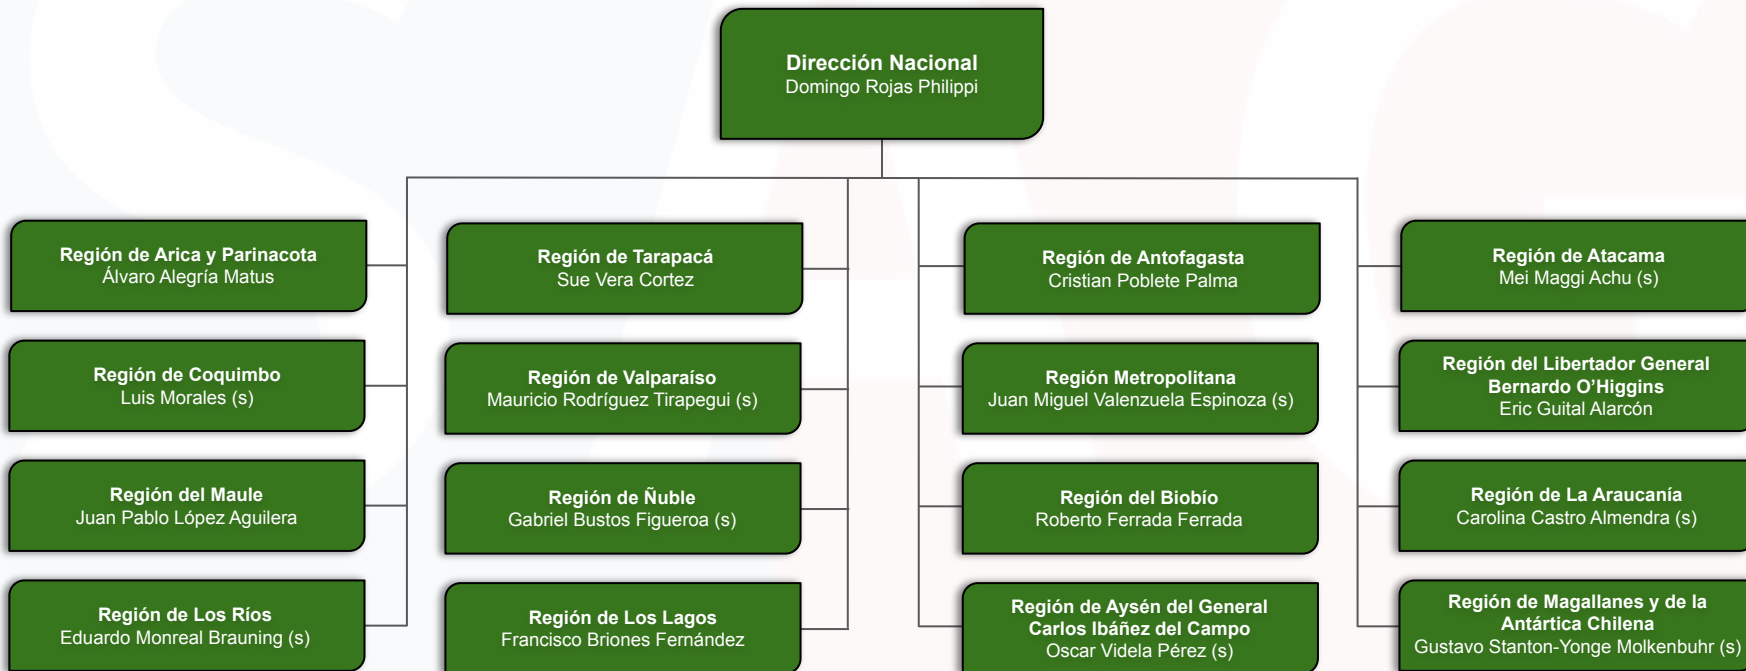 Dirección Nacional
Domingo Rojas Philippi
Región de Arica y Parinacota
Álvaro Alegría Matus
Región de Tarapacá
Sue Vera Cortez
Región de Antofagasta
Cristian Poblete Palma
Región de Atacama
Mei Maggi Achu (s)
Región de Coquimbo
Luis Morales (s)
Región de Valparaíso
Mauricio Rodríguez Tirapegui (s)
Región Metropolitana
Juan Miguel Valenzuela Espinoza (s)
Región del Libertador General
Bernardo O’Higgins
Eric Guital Alarcón
Región del Maule
Juan Pablo López Aguilera
Región de Ñuble
Gabriel Bustos Figueroa (s)
Región del Biobío
Roberto Ferrada Ferrada
Región de La Araucanía
Carolina Castro Almendra (s)
Región de Los Ríos
Eduardo Monreal Brauning (s)
Región de Los Lagos
Francisco Briones Fernández
Región de Aysén del General
Carlos Ibáñez del Campo
Oscar Videla Pérez (s)
Región de Magallanes y de la
Antártica Chilena
Gustavo Stanton-Yonge Molkenbuhr (s)